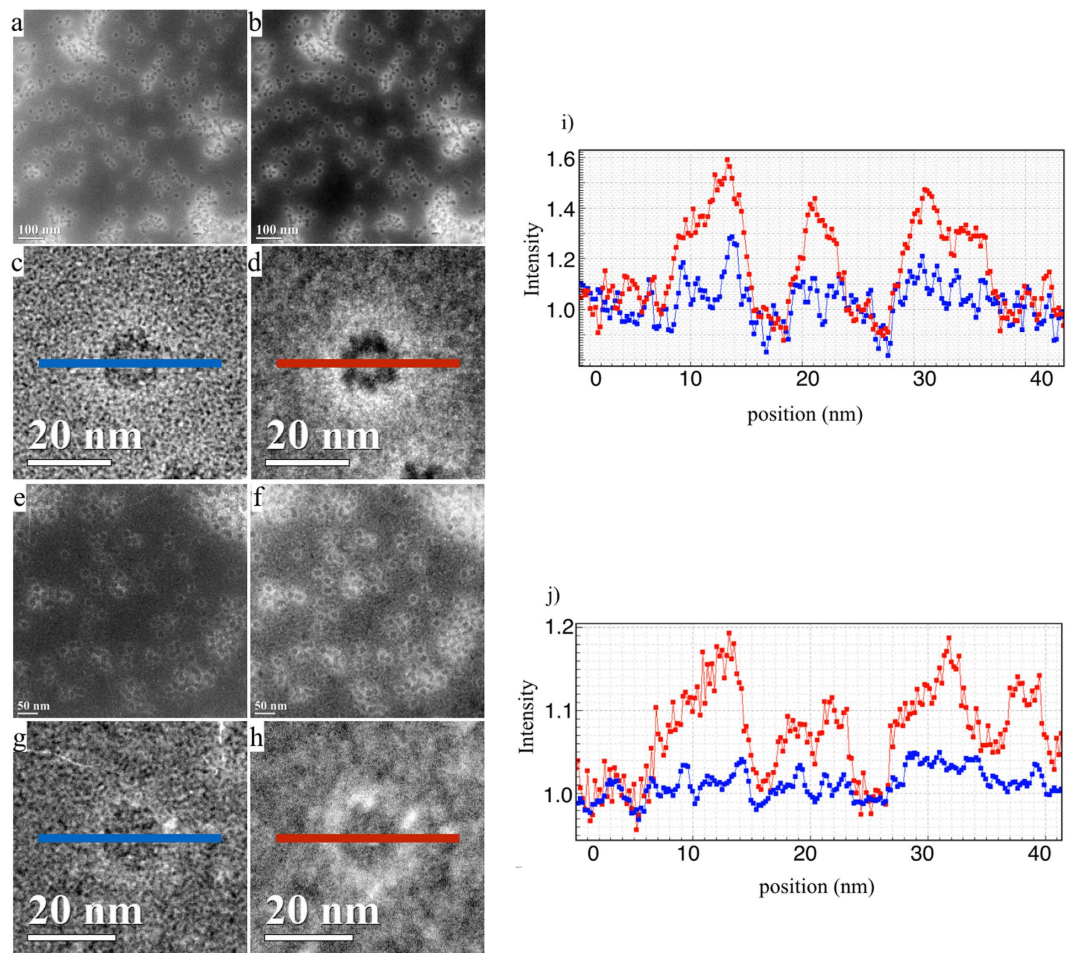 a
b
100 nm
100 nm
c
d
20 nm
20 nm
e
f
50 nm
50 nm
g
h
20 nm
20 nm
i)
1.6
1.4
1.2
1.0
Intensity
0 10 20 30 40
position (nm)
j)
1.2
1.1
1.0
Intensity
0 10 20 30 40
position (nm)